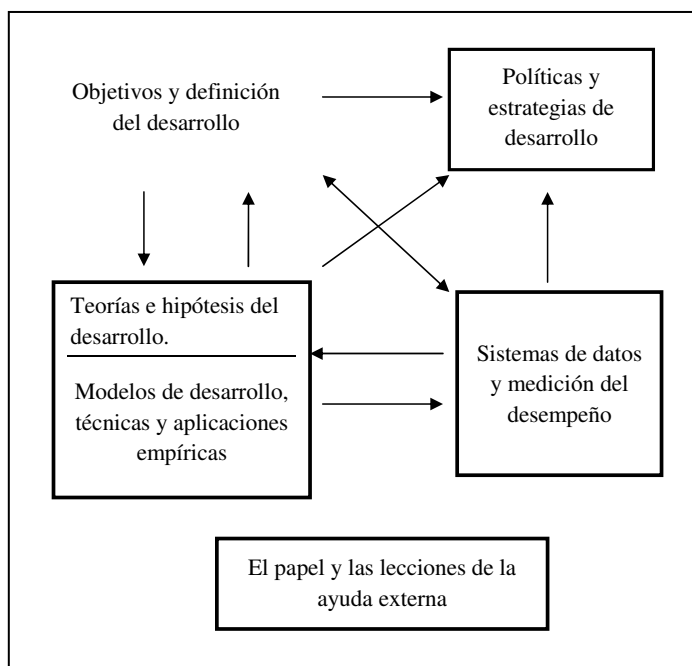 Objetivos y definición
del desarrollo
Políticas y
estrategias de
desarrollo
Teorías e hipótesis del
desarrollo.
Modelos de desarrollo,
técnicas y aplicaciones
empíricas
Sistemas de datos
y medición del
desempeño
El papel y las lecciones de la
ayuda externa